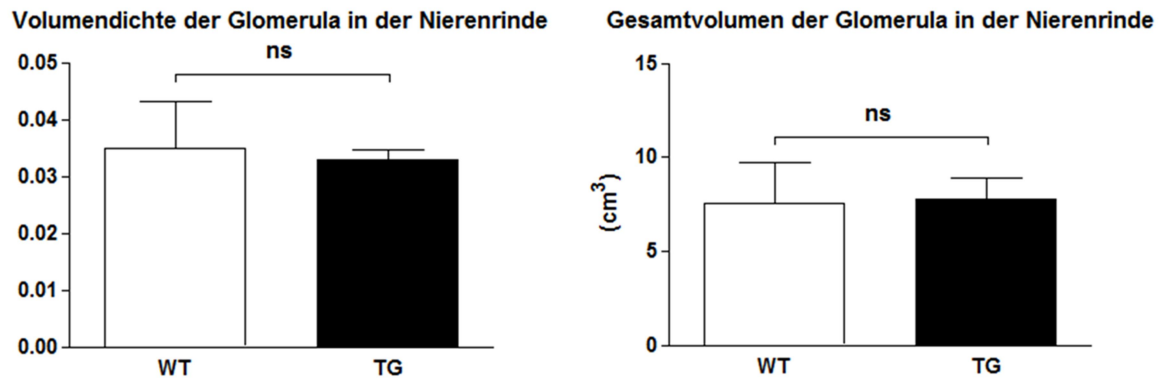 Volumendichte der Glomerula in der Nierenrinde
ns
0.05
0.04
0.03
0.02
0.01
0.00
WT TG
Gesamtvolumen der Glomerula in der Nierenrinde
ns
15
10
5
0
(cm³)
WT TG